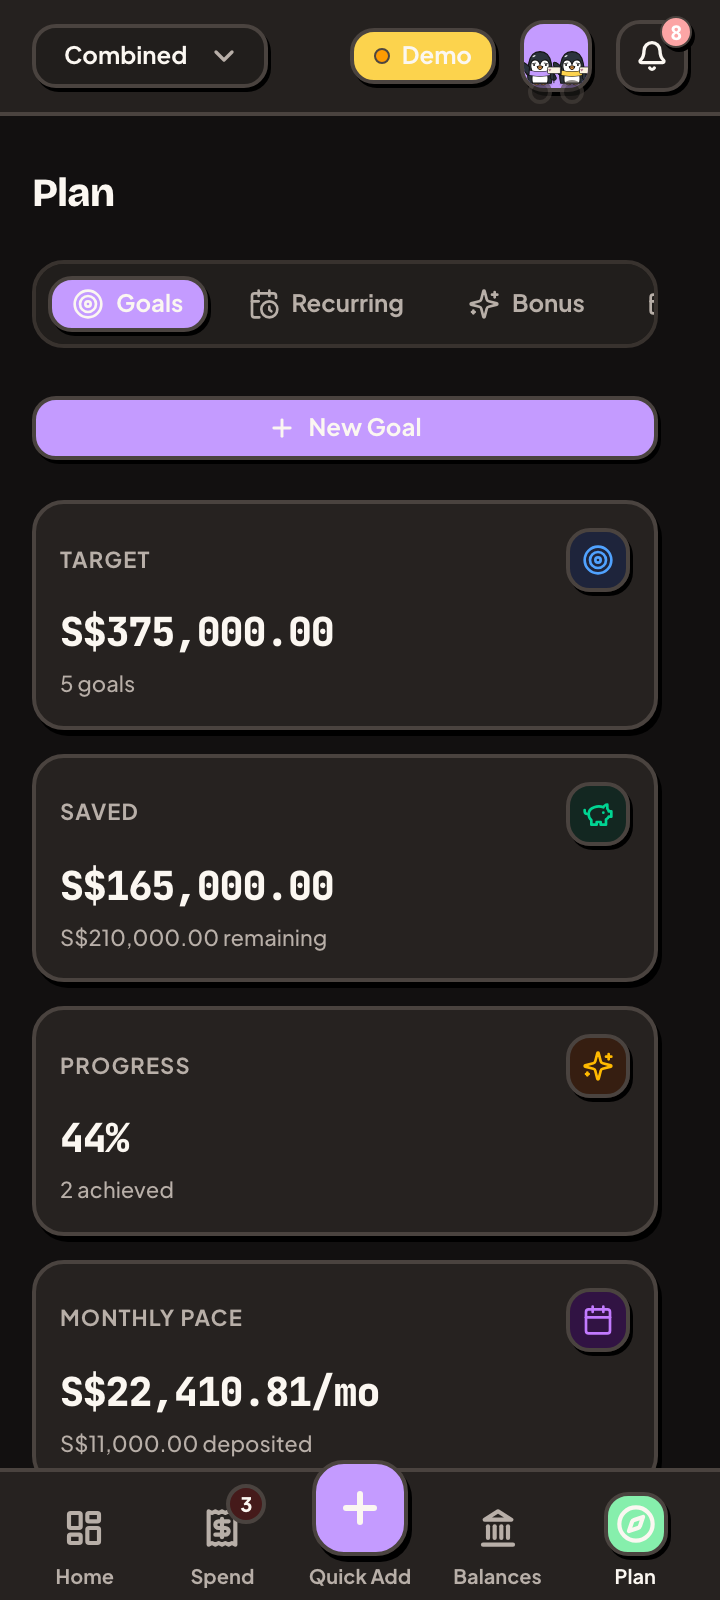 Combined
Demo
8
Plan
Goals
Recurring
Bonus
New Goal
TARGET
S$375,000.00
5 goals
SAVED
S$165,000.00
S$210,000.00 remaining
PROGRESS
44%
2 achieved
MONTHLY PACE
S$22,410.81/mo
S$11,000.00 deposited
3
Home
Spend
Quick Add
Balances
Plan